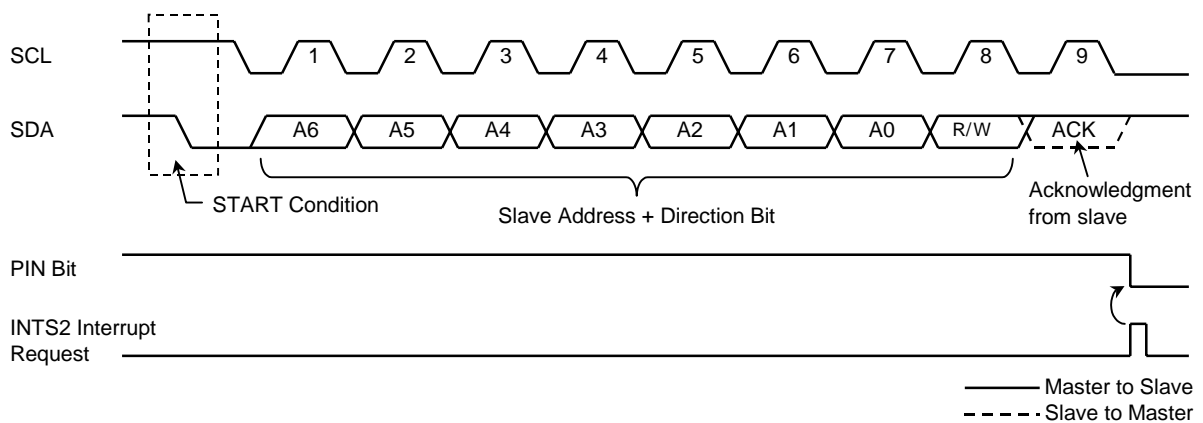 SCL 1 2 3 4 5 6 7 8 9
SDA A6 A5 A4 A3 A2 A1 A0 R/W ACK
START Condition
Slave Address + Direction Bit
Acknowledgment
from slave
PIN Bit
INTS2 Interrupt
Request
Master to Slave
Slave to Master